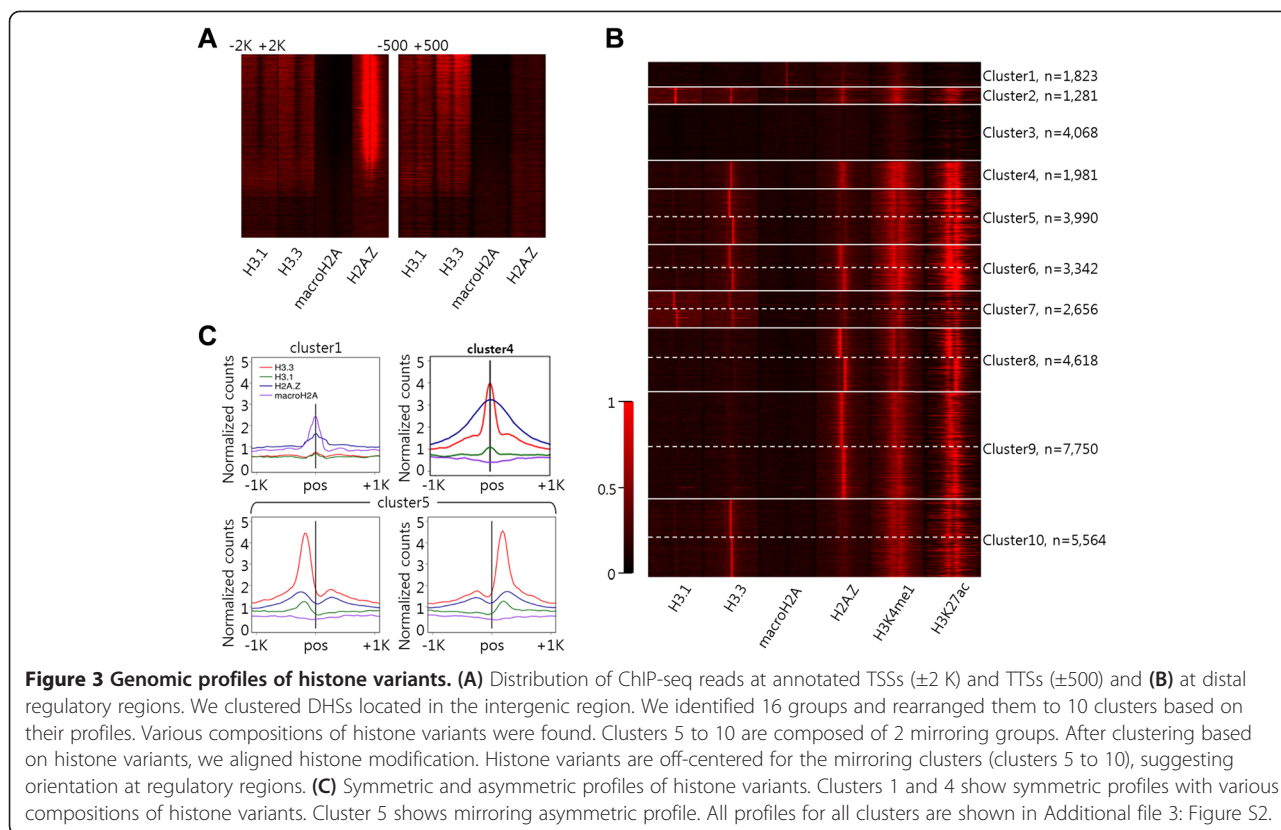 A
-2K +2K
-500 +500
H3.1
H3.3
macroH2A
H2A.Z
H3.1
H3.3
macroH2A
H2A.Z
B
Cluster1, n=1,823
Cluster2, n=1,281
Cluster3, n=4,068
Cluster4, n=1,981
Cluster5, n=3,990
Cluster6, n=3,342
Cluster7, n=2,656
Cluster8, n=4,618
Cluster9, n=7,750
Cluster10, n=5,564
1
0.5
0
H3.1
H3.3
macroH2A
H2A.Z
H3K4me1
H3K27ac
C
cluster1
Normalized counts
5
4
3
2
1
0
H3.3
H3.1
H2A.Z
macroH2A
-1K
pos
+1K
cluster4
Normalized counts
5
4
3
2
1
0
-1K
pos
+1K
cluster5
Normalized counts
5
4
3
2
1
0
-1K
pos
+1K
Normalized counts
5
4
3
2
1
0
-1K
pos
+1K
Figure 3 Genomic profiles of histone variants. (A) Distribution of ChIP-seq reads at annotated TSSs (±2 K) and TTSs (±500) and (B) at distal
regulatory regions. We clustered DHSs located in the intergenic region. We identified 16 groups and rearranged them to 10 clusters based on
their profiles. Various compositions of histone variants were found. Clusters 5 to 10 are composed of 2 mirroring groups. After clustering based
on histone variants, we aligned histone modification. Histone variants are off-centered for the mirroring clusters (clusters 5 to 10), suggesting
orientation at regulatory regions. (C) Symmetric and asymmetric profiles of histone variants. Clusters 1 and 4 show symmetric profiles with various
compositions of histone variants. Cluster 5 shows mirroring asymmetric profile. All profiles for all clusters are shown in Additional file 3: Figure S2.